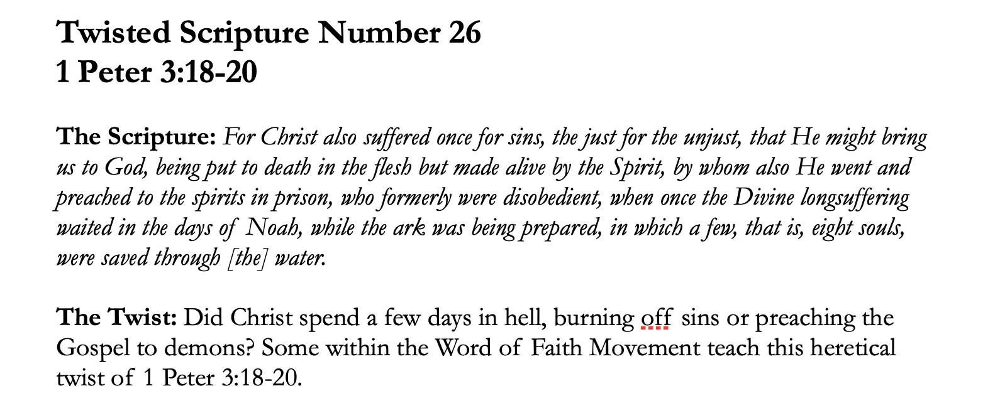 Twisted Scripture Number 26
1 Peter 3:18-20
The Scripture: For Christ also suffered once for sins, the just for the unjust, that He might bring
us to God, being put to death in the flesh but made alive by the Spirit, by whom also He went and
preached to the spirits in prison, who formerly were disobedient, when once the Divine longsuffering
waited in the days of Noah, while the ark was being prepared, in which a few, that is, eight souls,
were saved through [the] water.
The Twist: Did Christ spend a few days in hell, burning off sins or preaching the
Gospel to demons? Some within the Word of Faith Movement teach this heretical
twist of 1 Peter 3:18-20.